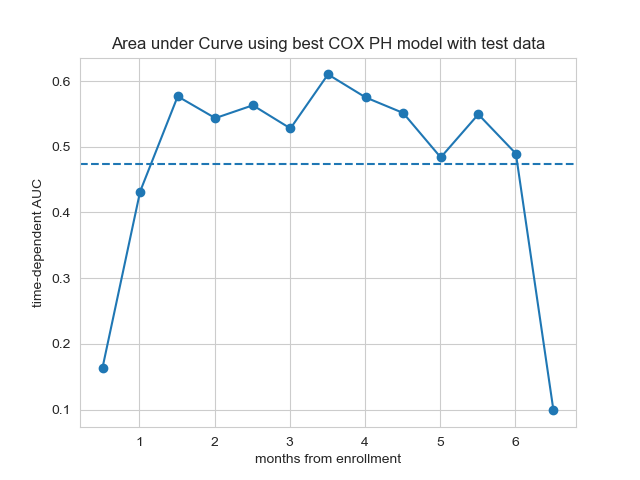 Area under Curve using best COX PH model with test data
time-dependent AUC
0.6
0.5
0.4
0.3
0.2
0.1
1 2 3 4 5 6
months from enrollment